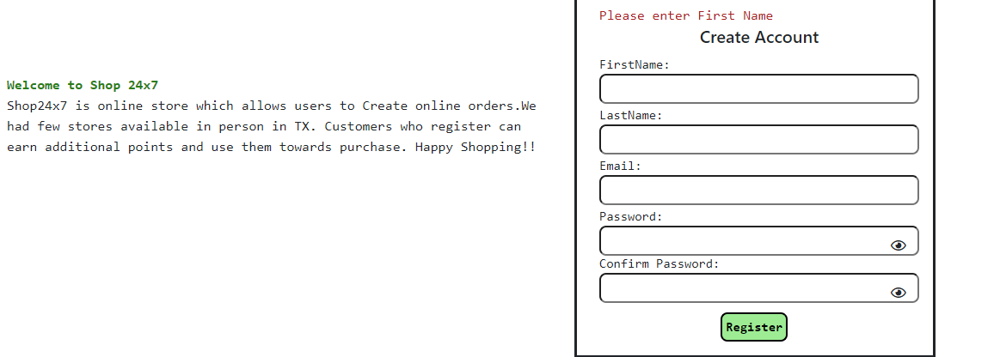 Welcome to Shop 24x7
Shop24x7 is online store which allows users to Create online orders.We
had few stores available in person in TX. Customers who register can
earn additional points and use them towards purchase. Happy Shopping!!
Please enter First Name
Create Account
FirstName:
LastName:
Email:
Password:
Confirm Password:
Register